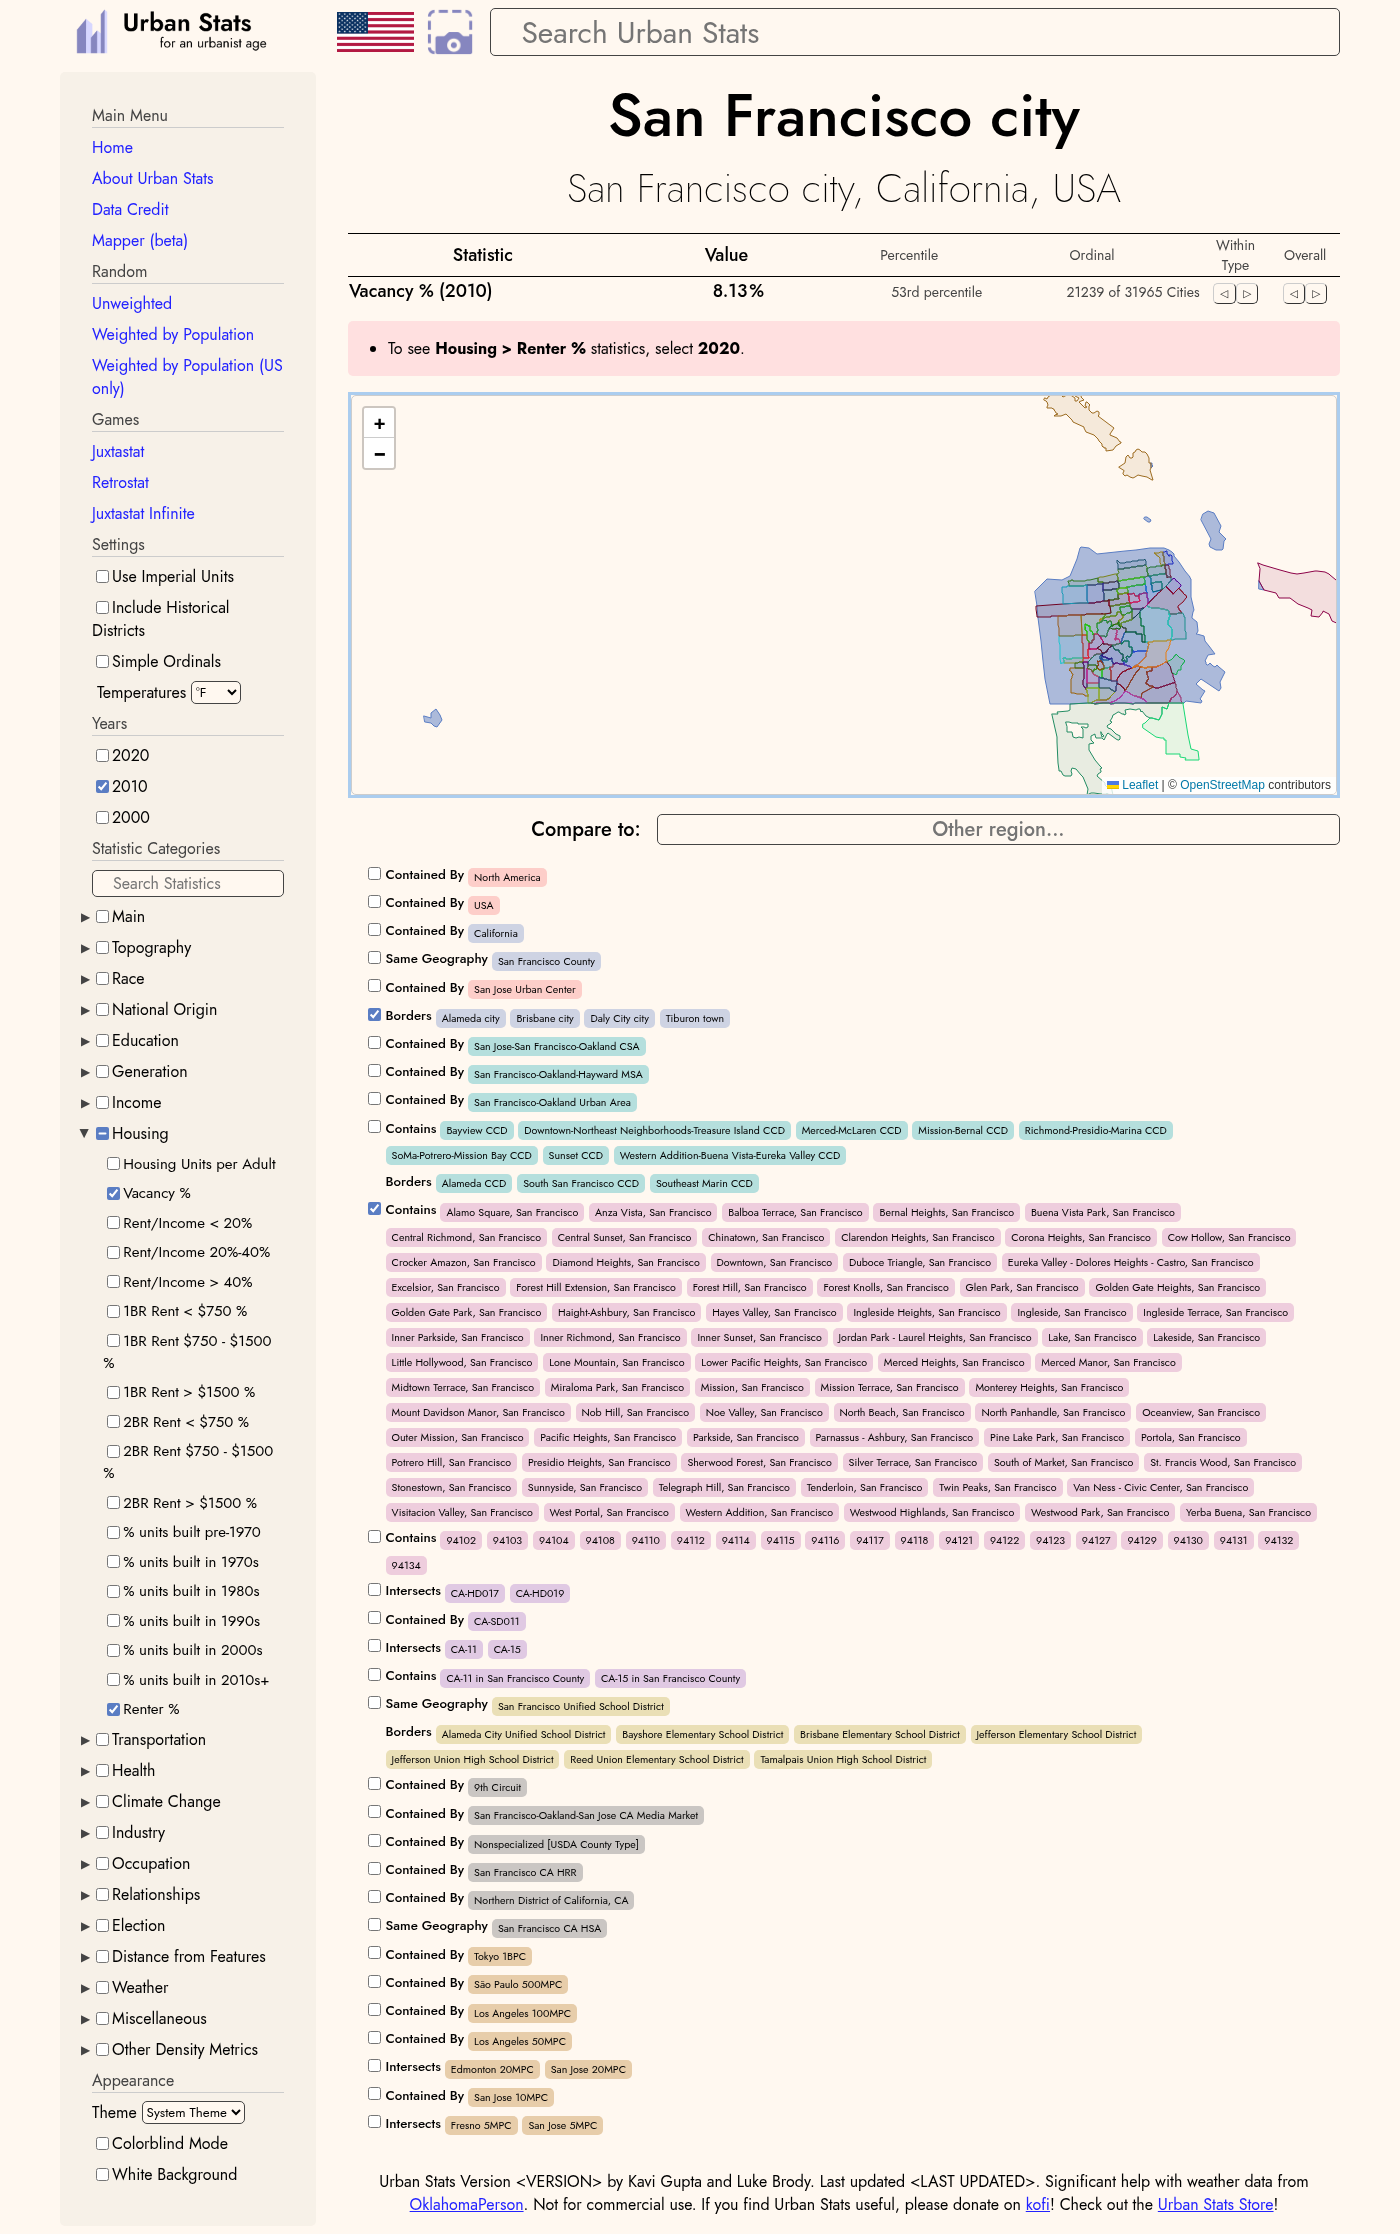 Urban Stats
for an urbanist age
Search Urban Stats
Main Menu
Home
About Urban Stats
Data Credit
Mapper (beta)
Random
Unweighted
Weighted by Population
Weighted by Population (US
only)
Games
Juxtastat
Retrostat
Juxtastat Infinite
Settings
Use Imperial Units
Include Historical
Districts
Simple Ordinals
Temperatures °F
Years
2020
2010
2000
Statistic Categories
Search Statistics
Main
Topography
Race
National Origin
Education
Generation
Income
Housing
Housing Units per Adult
Vacancy %
Rent/Income < 20%
Rent/Income 20%-40%
Rent/Income > 40%
1BR Rent < $750 %
1BR Rent $750 - $1500
%
1BR Rent > $1500 %
2BR Rent < $750 %
2BR Rent $750 - $1500
%
2BR Rent > $1500 %
% units built pre-1970
% units built in 1970s
% units built in 1980s
% units built in 1990s
% units built in 2000s
% units built in 2010s+
Renter %
Transportation
Health
Climate Change
Industry
Occupation
Relationships
Election
Distance from Features
Weather
Miscellaneous
Other Density Metrics
Appearance
Theme System Theme
Colorblind Mode
White Background
San Francisco city
San Francisco city, California, USA
Statistic Value Percentile Ordinal Within Type Overall
Vacancy % (2010) 8.13% 53rd percentile 21239 of 31965 Cities
To see Housing > Renter % statistics, select 2020.
+
−
Leaflet | © OpenStreetMap contributors
Compare to: Other region...
Contained By North America
Contained By USA
Contained By California
Same Geography San Francisco County
Contained By San Jose Urban Center
Borders Alameda city Brisbane city Daly City city Tiburon town
Contained By San Jose-San Francisco-Oakland CSA
Contained By San Francisco-Oakland-Hayward MSA
Contained By San Francisco-Oakland Urban Area
Contains Bayview CCD Downtown-Northeast Neighborhoods-Treasure Island CCD Merced-McLaren CCD Mission-Bernal CCD Richmond-Presidio-Marina CCD
SoMa-Potrero-Mission Bay CCD Sunset CCD Western Addition-Buena Vista-Eureka Valley CCD
Borders Alameda CCD South San Francisco CCD Southeast Marin CCD
Contains Alamo Square, San Francisco Anza Vista, San Francisco Balboa Terrace, San Francisco Bernal Heights, San Francisco Buena Vista Park, San Francisco
Central Richmond, San Francisco Central Sunset, San Francisco Chinatown, San Francisco Clarendon Heights, San Francisco Corona Heights, San Francisco Cow Hollow, San Francisco
Crocker Amazon, San Francisco Diamond Heights, San Francisco Downtown, San Francisco Duboce Triangle, San Francisco Eureka Valley - Dolores Heights - Castro, San Francisco
Excelsior, San Francisco Forest Hill Extension, San Francisco Forest Hill, San Francisco Forest Knolls, San Francisco Glen Park, San Francisco Golden Gate Heights, San Francisco
Golden Gate Park, San Francisco Haight-Ashbury, San Francisco Hayes Valley, San Francisco Ingleside Heights, San Francisco Ingleside, San Francisco Ingleside Terrace, San Francisco
Inner Parkside, San Francisco Inner Richmond, San Francisco Inner Sunset, San Francisco Jordan Park - Laurel Heights, San Francisco Lake, San Francisco Lakeside, San Francisco
Little Hollywood, San Francisco Lone Mountain, San Francisco Lower Pacific Heights, San Francisco Merced Heights, San Francisco Merced Manor, San Francisco
Midtown Terrace, San Francisco Miraloma Park, San Francisco Mission, San Francisco Mission Terrace, San Francisco Monterey Heights, San Francisco
Mount Davidson Manor, San Francisco Nob Hill, San Francisco Noe Valley, San Francisco North Beach, San Francisco North Panhandle, San Francisco Oceanview, San Francisco
Outer Mission, San Francisco Pacific Heights, San Francisco Parkside, San Francisco Parnassus - Ashbury, San Francisco Pine Lake Park, San Francisco Portola, San Francisco
Potrero Hill, San Francisco Presidio Heights, San Francisco Sherwood Forest, San Francisco Silver Terrace, San Francisco South of Market, San Francisco St. Francis Wood, San Francisco
Stonestown, San Francisco Sunnyside, San Francisco Telegraph Hill, San Francisco Tenderloin, San Francisco Twin Peaks, San Francisco Van Ness - Civic Center, San Francisco
Visitacion Valley, San Francisco West Portal, San Francisco Western Addition, San Francisco Westwood Highlands, San Francisco Westwood Park, San Francisco Yerba Buena, San Francisco
Contains 94102 94103 94104 94108 94110 94112 94114 94115 94116 94117 94118 94121 94122 94123 94127 94129 94130 94131 94132
94134
Intersects CA-HD017 CA-HD019
Contained By CA-SD011
Intersects CA-11 CA-15
Contains CA-11 in San Francisco County CA-15 in San Francisco County
Same Geography San Francisco Unified School District
Borders Alameda City Unified School District Bayshore Elementary School District Brisbane Elementary School District Jefferson Elementary School District
Jefferson Union High School District Reed Union Elementary School District Tamalpais Union High School District
Contained By 9th Circuit
Contained By San Francisco-Oakland-San Jose CA Media Market
Contained By Nonspecialized [USDA County Type]
Contained By San Francisco CA HRR
Contained By Northern District of California, CA
Same Geography San Francisco CA HSA
Contained By Tokyo 1BPC
Contained By São Paulo 500MPC
Contained By Los Angeles 100MPC
Contained By Los Angeles 50MPC
Intersects Edmonton 20MPC San Jose 20MPC
Contained By San Jose 10MPC
Intersects Fresno 5MPC San Jose 5MPC
Urban Stats Version <VERSION> by Kavi Gupta and Luke Brody. Last updated <LAST UPDATED>. Significant help with weather data from
OklahomaPerson. Not for commercial use. If you find Urban Stats useful, please donate on kofi! Check out the Urban Stats Store!